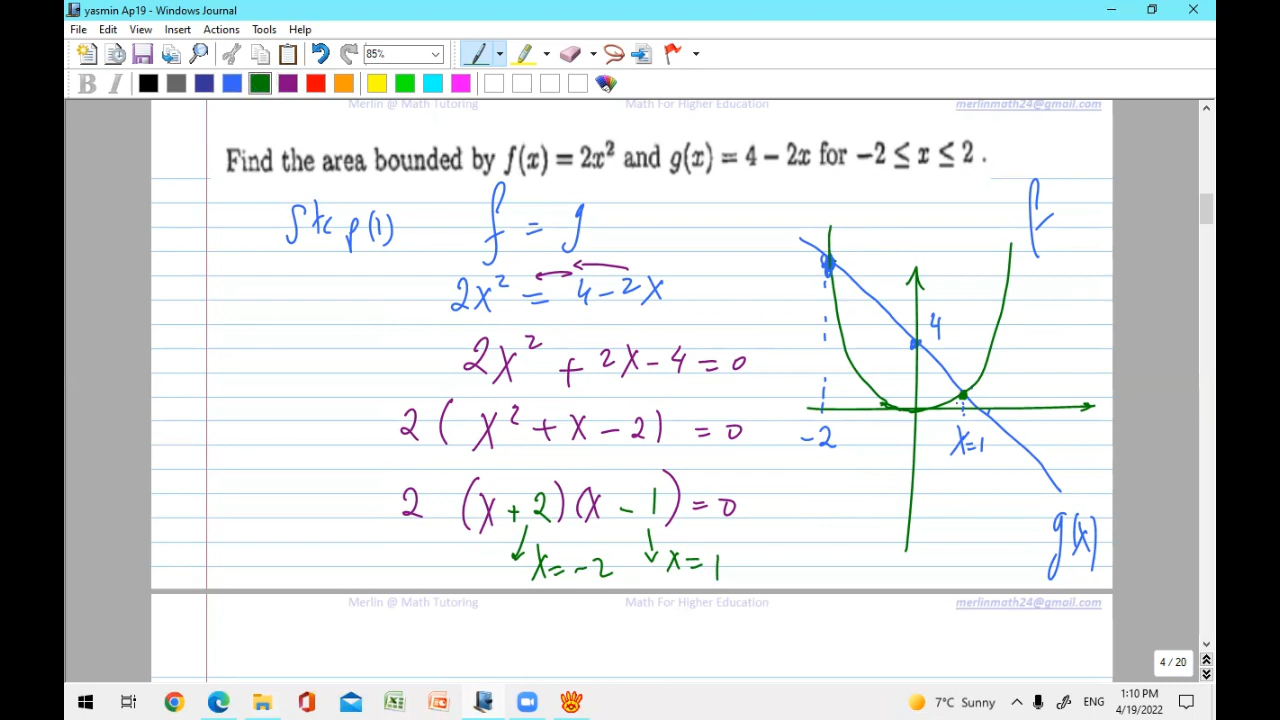 yasmin Ap19 - Windows Journal
File Edit View Insert Actions Tools Help
85%
B I
Merlin @ Math Tutoring Math For Higher Education merlinmath24@gmail.com
Find the area bounded by f(x) = 2x² and g(x) = 4 − 2x for −2 ≤ x ≤ 2 .
Step (1) f = g
2x² = 4 - 2x
2x² + 2x - 4 = 0
2 ( x² + x - 2 ) = 0
2 (x + 2)(x - 1) = 0
x = -2 x = 1
f
4
-2
x=1
g(x)
Merlin @ Math Tutoring Math For Higher Education merlinmath24@gmail.com
4 / 20
7°C Sunny ENG 1:10 PM
4/19/2022